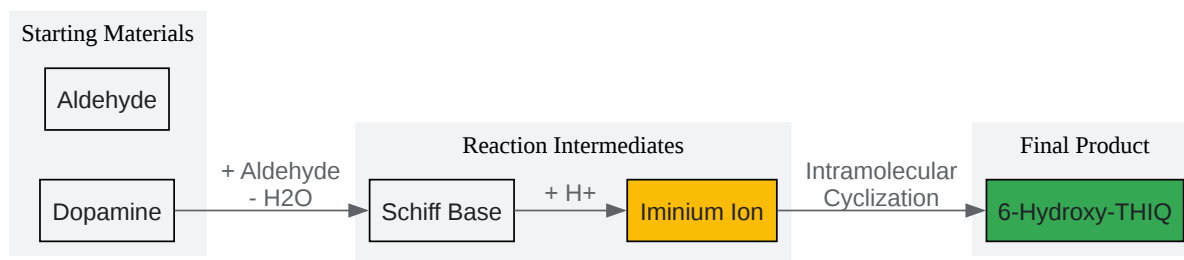 Starting Materials
Aldehyde
Dopamine
+ Aldehyde
- H2O
Reaction Intermediates
Schiff Base
+ H+
Iminium Ion
Intramolecular
Cyclization
Final Product
6-Hydroxy-THIQ